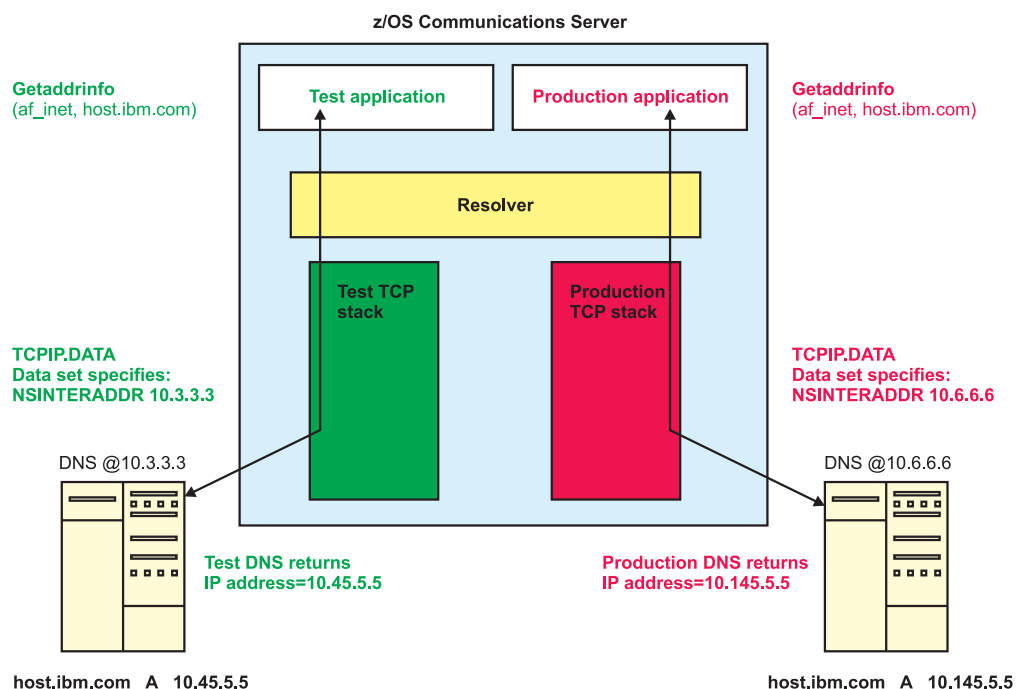 z/OS Communications Server
Getaddrinfo
(af_inet, host.ibm.com)
Test application
Production application
Getaddrinfo
(af_inet, host.ibm.com)
Resolver
Test TCP
stack
Production
TCP stack
TCPIP.DATA
Data set specifies:
NSINTERADDR 10.3.3.3
TCPIP.DATA
Data set specifies:
NSINTERADDR 10.6.6.6
DNS @10.3.3.3
DNS @10.6.6.6
Test DNS returns
IP address=10.45.5.5
Production DNS returns
IP address=10.145.5.5
host.ibm.com A 10.45.5.5
host.ibm.com A 10.145.5.5